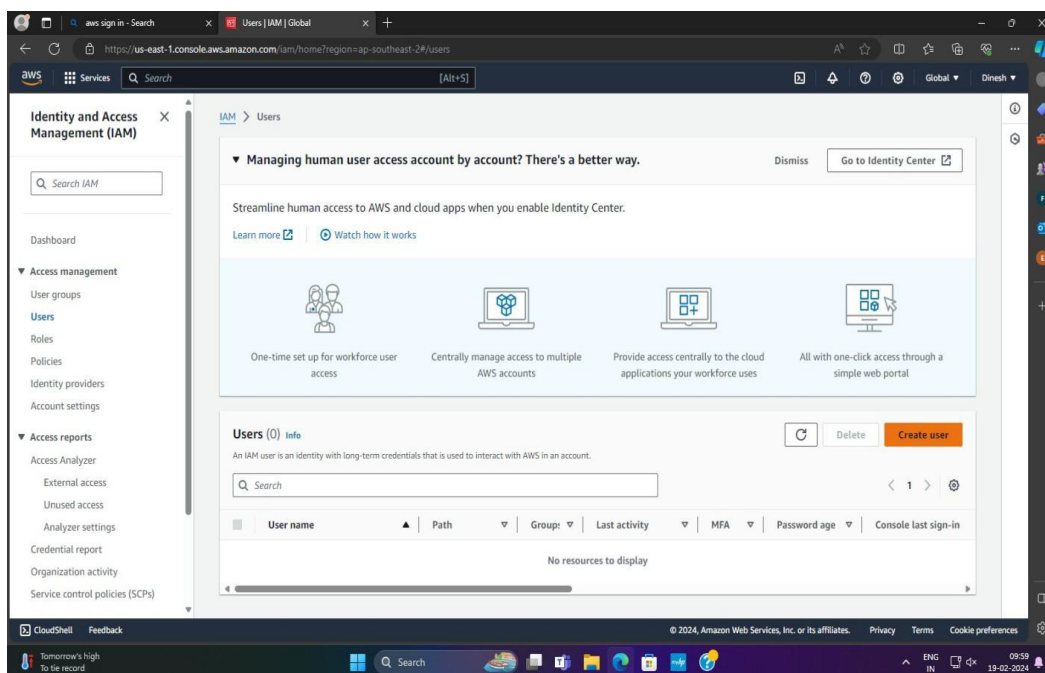 aws sign in - Search
Users | IAM | Global
https://us-east-1.console.aws.amazon.com/iam/home?region=ap-southeast-2#/users
aws
Services
Search
[Alt+S]
Global
Dinesh
Identity and Access
Management (IAM)
Search IAM
Dashboard
Access management
User groups
Users
Roles
Policies
Identity providers
Account settings
Access reports
Access Analyzer
External access
Unused access
Analyzer settings
Credential report
Organization activity
Service control policies (SCPs)
IAM > Users
Managing human user access account by account? There's a better way.
Dismiss
Go to Identity Center
Streamline human access to AWS and cloud apps when you enable Identity Center.
Learn more
Watch how it works
One-time set up for workforce user
access
Centrally manage access to multiple
AWS accounts
Provide access centrally to the cloud
applications your workforce uses
All with one-click access through a
simple web portal
Users (0) Info
Delete
Create user
An IAM user is an identity with long-term credentials that is used to interact with AWS in an account.
Search
1
User name
Path
Group:
Last activity
MFA
Password age
Console last sign-in
No resources to display
CloudShell
Feedback
© 2024, Amazon Web Services, Inc. or its affiliates.
Privacy
Terms
Cookie preferences
Tomorrow's high
To tie record
Search
ENG
IN
09:59
19-02-2024